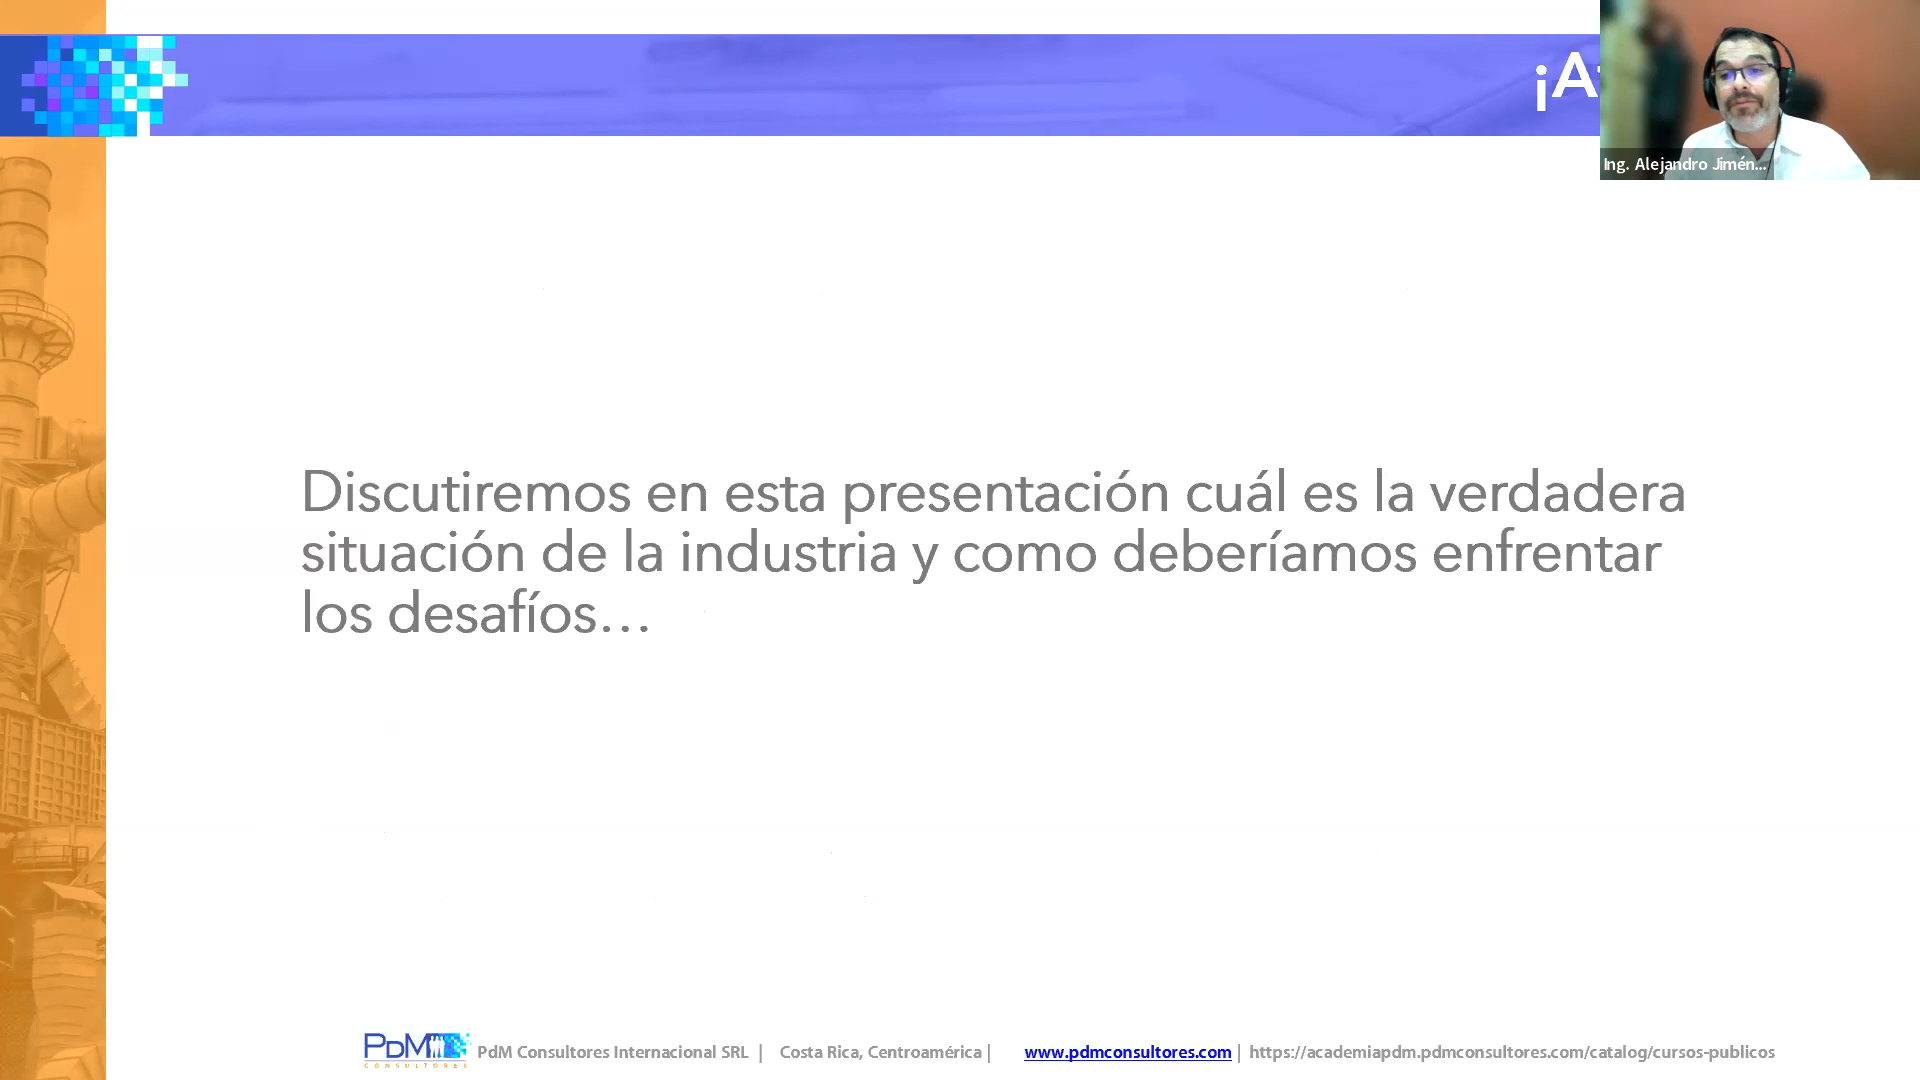 Ing. Alejandro Jimén...
Discutiremos en esta presentación cuál es la verdadera
situación de la industria y como deberíamos enfrentar
los desafíos...
PdM
CONSULTORES
PdM Consultores Internacional SRL | Costa Rica, Centroamérica | www.pdmconsultores.com | https://academiapdm.pdmconsultores.com/catalog/cursos-publicos